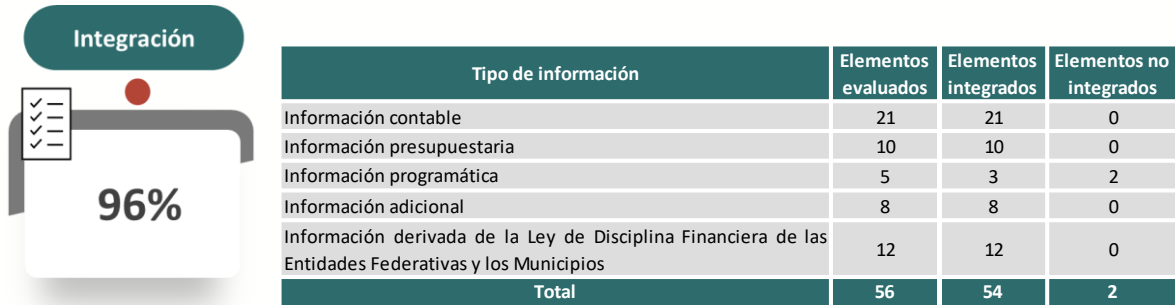 Integración
96%
Tipo de información Elementos evaluados Elementos integrados Elementos no integrados
Información contable 21 21 0
Información presupuestaria 10 10 0
Información programática 5 3 2
Información adicional 8 8 0
Información derivada de la Ley de Disciplina Financiera de las
Entidades Federativas y los Municipios 12 12 0
Total 56 54 2